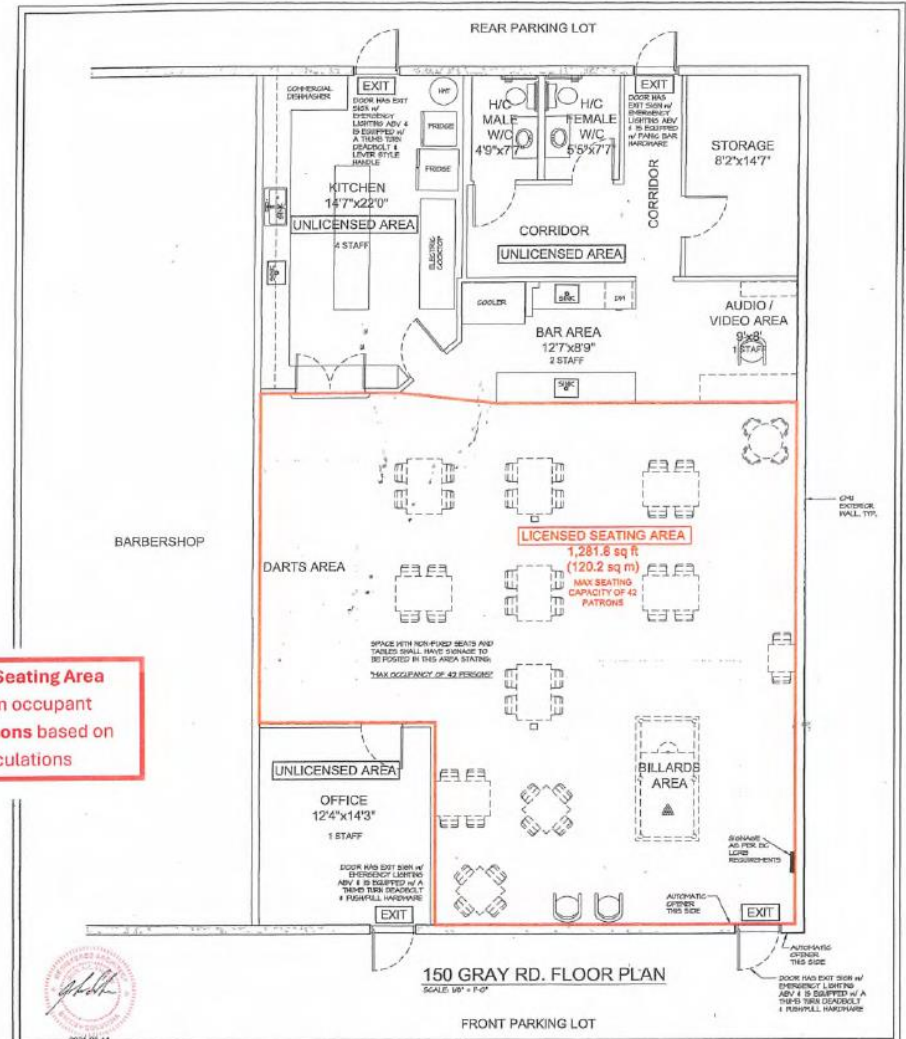 REAR PARKING LOT
COMMERCIAL
DISHWASHER
EXIT
DOOR HAS EXIT
SIGN w/
EMERGENCY
LIGHTING ABV &
IS EQUIPPED w/
A THUMB TURN
DEADBOLT &
LEVER STYLE
HANDLE
HWT
FRIDGE
FRIDGE
KITCHEN
14'7"x22'0"
UNLICENSED AREA
4 STAFF
ELECTRIC
COOKTOP
SINK
SINK
H/C
MALE
W/C
4'9"x7'7"
H/C
FEMALE
W/C
5'5"x7'7"
EXIT
DOOR HAS
EXIT SIGN w/
EMERGENCY
LIGHTING ABV
& IS EQUIPPED
w/ PANIC BAR
HARDWARE
STORAGE
8'2"x14'7"
CORRIDOR
CORRIDOR
UNLICENSED AREA
COOLER
SINK
DW
BAR AREA
12'7"x8'9"
2 STAFF
SINK
AUDIO /
VIDEO AREA
9'x8'
1 STAFF
CMU
EXTERIOR
WALL, TYP.
BARBERSHOP
DARTS AREA
LICENSED SEATING AREA
1,281.8 sq ft
(120.2 sq m)
MAX SEATING
CAPACITY OF 42
PATRONS
SPACE WITH NON-FIXED SEATS AND
TABLES SHALL HAVE SIGNAGE TO
BE POSTED IN THIS AREA STATING:
"MAX OCCUPANCY OF 42 PERSONS"
Seating Area
occupant
based on
UNLICENSED AREA
OFFICE
12'4"x14'3"
1 STAFF
DOOR HAS EXIT SIGN w/
EMERGENCY LIGHTING
ABV & IS EQUIPPED w/ A
THUMB TURN DEADBOLT
& PUSH/PULL HARDWARE
EXIT
BILLARDS
AREA
SIGNAGE
AS PER BC
LCRB
REQUIREMENTS
AUTOMATIC
OPENER
THIS SIDE
EXIT
AUTOMATIC
OPENER
THIS SIDE
DOOR HAS EXIT SIGN w/
EMERGENCY LIGHTING
ABV & IS EQUIPPED w/ A
THUMB TURN DEADBOLT
& PUSH/PULL HARDWARE
150 GRAY RD. FLOOR PLAN
SCALE: 1/8" = 1'-0"
FRONT PARKING LOT